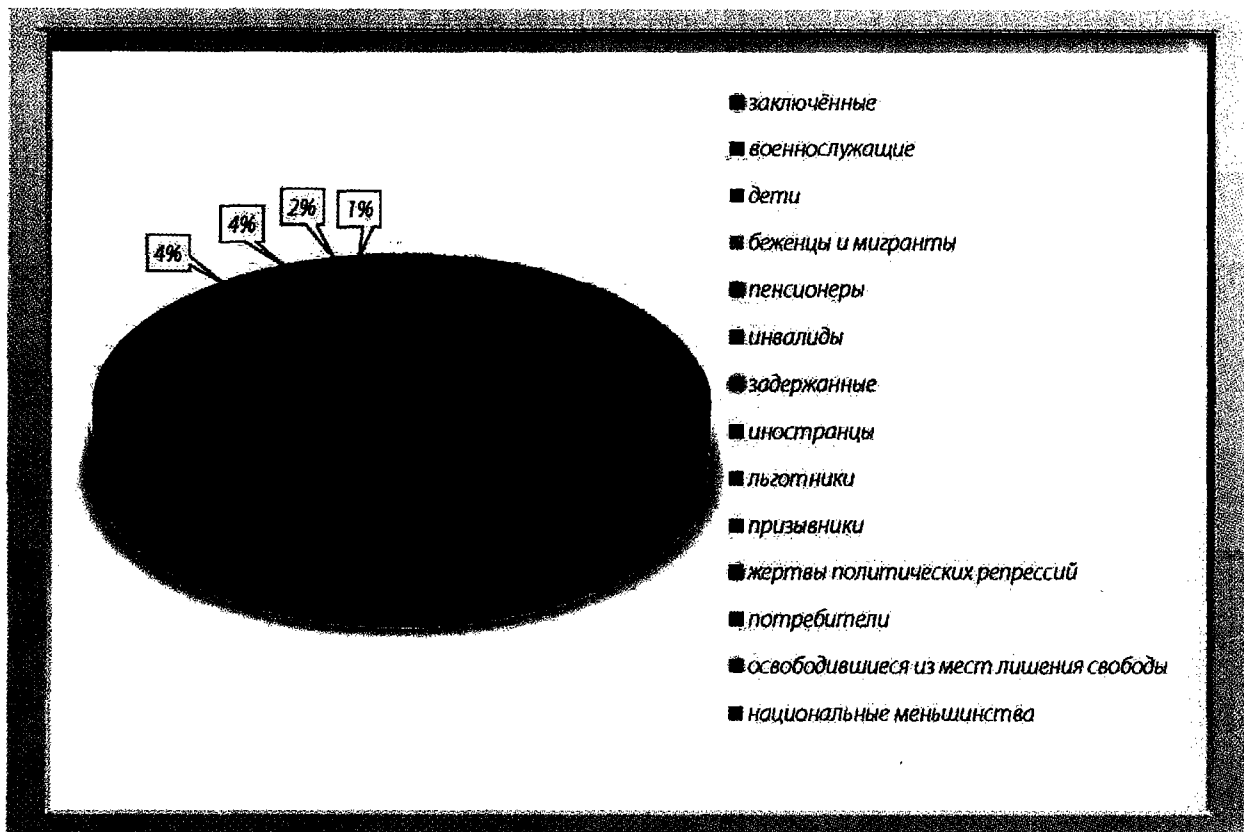 4%
4%
2%
1%
заключённые
военнослужащие
дети
беженцы и мигранты
пенсионеры
инвалиды
задержанные
иностранцы
льготники
призывники
жертвы политических репрессий
потребители
освободившиеся из мест лишения свободы
национальные меньшинства